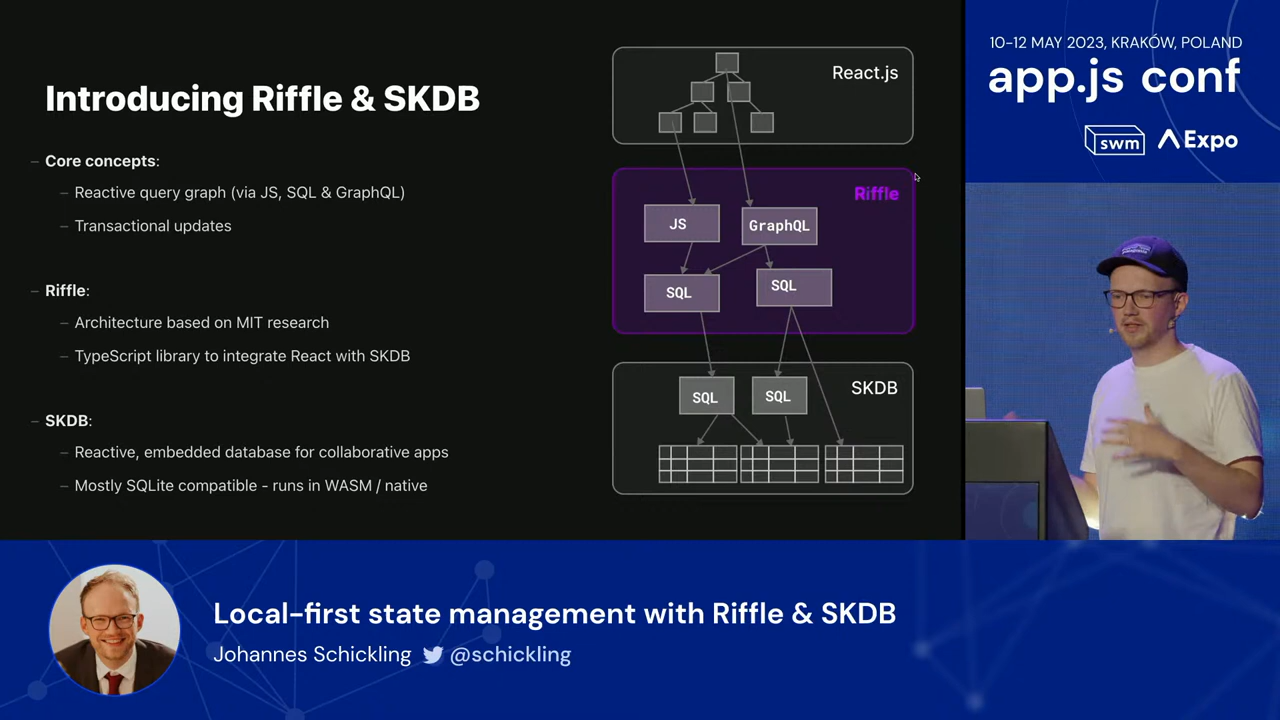 Introducing Riffle & SKDB
– Core concepts:
– Reactive query graph (via JS, SQL & GraphQL)
– Transactional updates
– Riffle:
– Architecture based on MIT research
– TypeScript library to integrate React with SKDB
– SKDB:
– Reactive, embedded database for collaborative apps
– Mostly SQLite compatible - runs in WASM / native
React.js
Riffle
JS
GraphQL
SQL
SQL
SKDB
SQL
SQL
10-12 MAY 2023, KRAKÓW, POLAND
app.js conf
swm
Expo
Local-first state management with Riffle & SKDB
Johannes Schickling @schickling